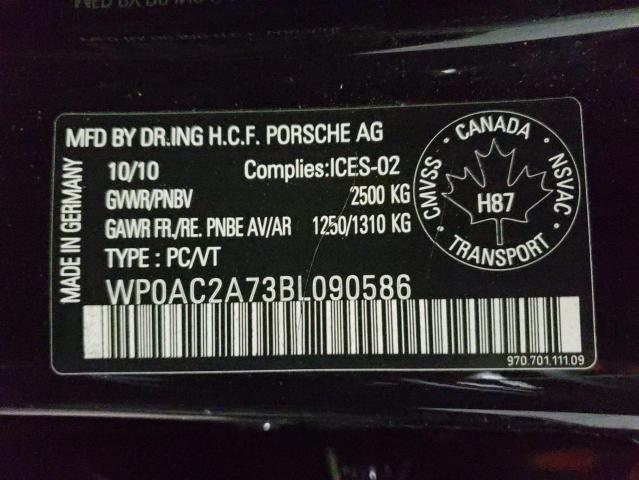 MFD BY DR.ING H.C.F. PORSCHE AG
10/10 Complies:ICES-02
GVWR/PNBV 2500 KG
GAWR FR./RE. PNBE AV/AR 1250/1310 KG
TYPE : PC/VT
WP0AC2A73BL090586
MADE IN GERMANY
CANADA
CMVSS
NSVAC
H87
TRANSPORT
970.701.111.09